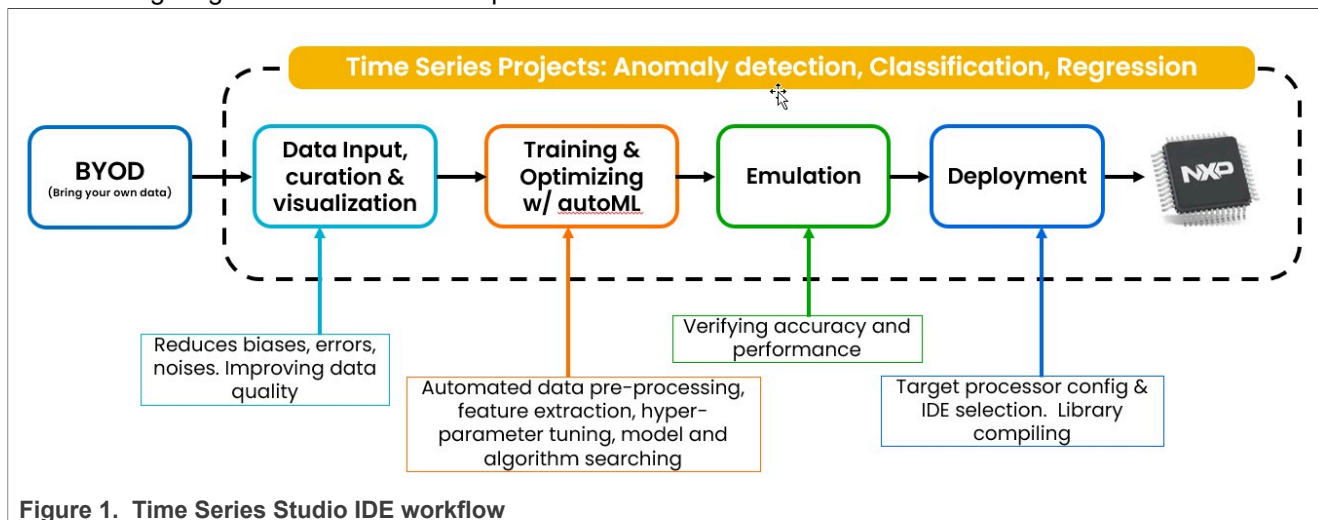 Time Series Projects: Anomaly detection, Classification, Regression
BYOD
(Bring your own data)
Data Input,
curation &
visualization
Training &
Optimizing
w/ autoML
Emulation
Deployment
NXP
Reduces biases, errors,
noises. Improving data
quality
Automated data pre-processing,
feature extraction, hyper-
parameter tuning, model and
algorithm searching
Verifying accuracy and
performance
Target processor config &
IDE selection.  Library
compiling
Figure 1.  Time Series Studio IDE workflow